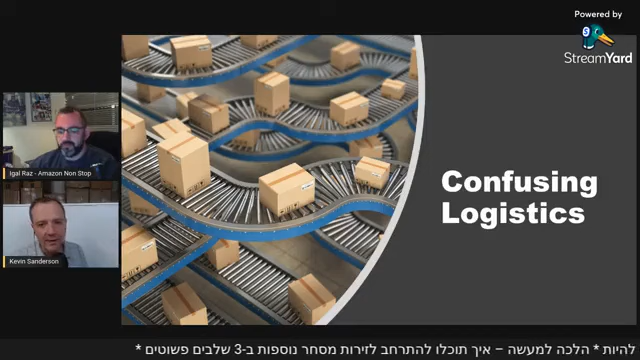 Powered by
StreamYard
Igal Raz - Amazon Non Stop
Kevin Sanderson
Confusing
Logistics
להיות * הלכה למעשה – איך תוכלו להתרחב לזירות מסחר נוספות ב-3 שלבים פשוטים *